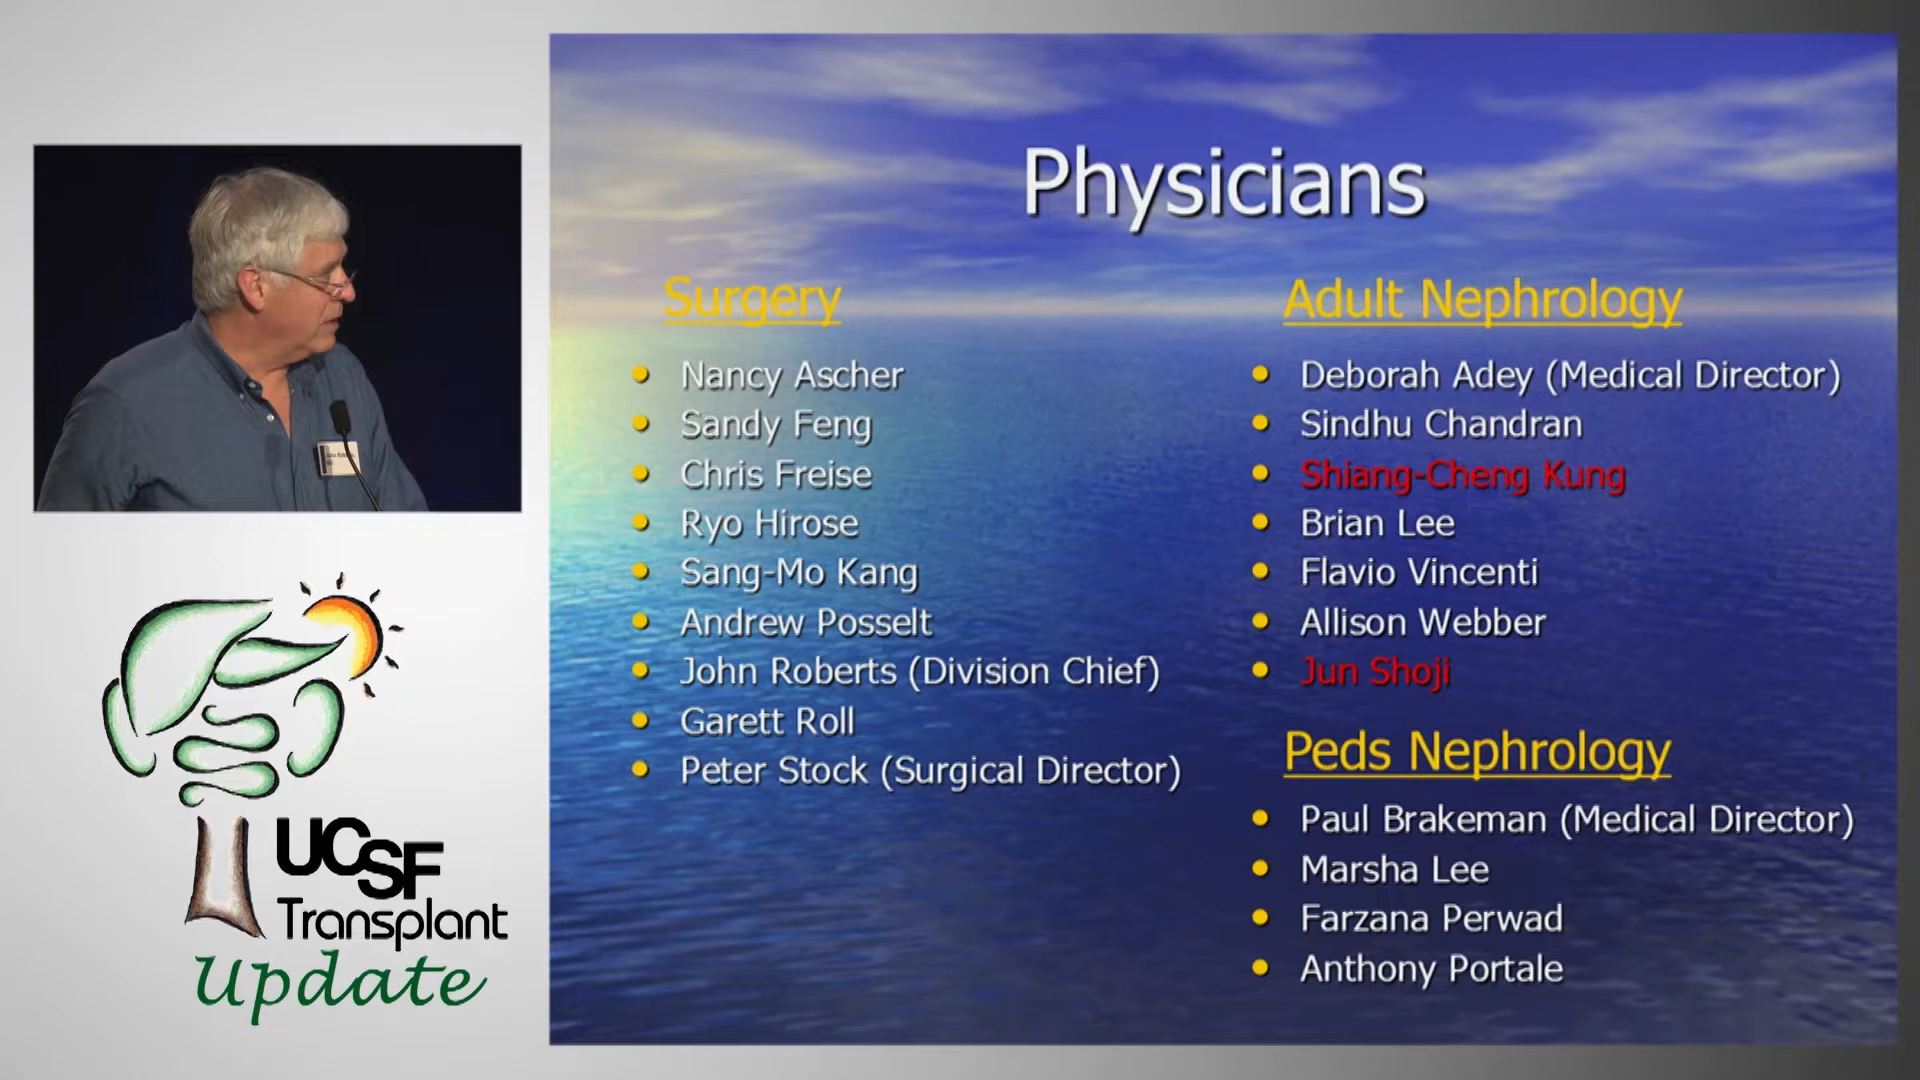 Physicians
Surgery
Nancy Ascher
Sandy Feng
Chris Freise
Ryo Hirose
Sang-Mo Kang
Andrew Posselt
John Roberts (Division Chief)
Garett Roll
Peter Stock (Surgical Director)
Adult Nephrology
Deborah Adey (Medical Director)
Sindhu Chandran
Shiang-Cheng Kung
Brian Lee
Flavio Vincenti
Allison Webber
Jun Shoji
Peds Nephrology
Paul Brakeman (Medical Director)
Marsha Lee
Farzana Perwad
Anthony Portale
UCSF
Transplant
Update